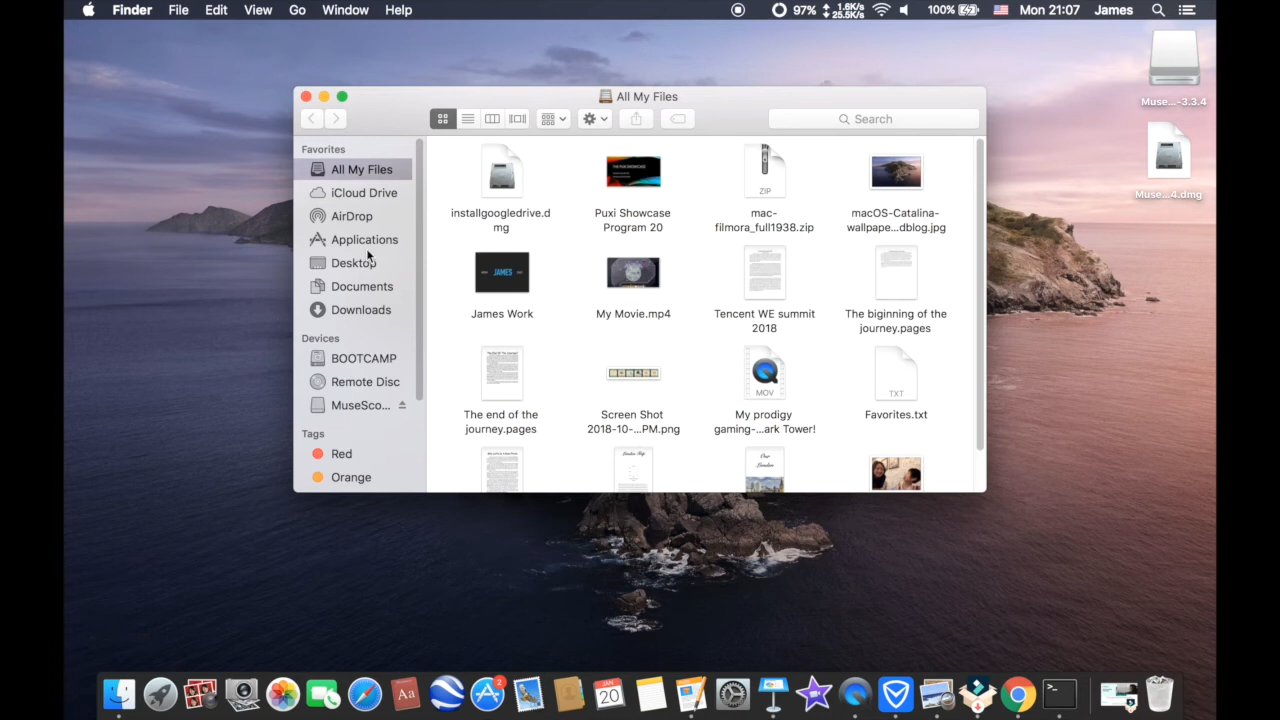 Finder File Edit View Go Window Help 97% 1.6K/s 25.5K/s 100% Mon 21:07 James
Muse...-3.3.4
Muse...4.dmg
All My Files
Search
Favorites
All My Files
iCloud Drive
AirDrop
Applications
Desktop
Documents
Downloads
Devices
BOOTCAMP
Remote Disc
MuseSco...
Tags
Red
Orange
installgoogledrive.d
mg
Puxi Showcase
Program 20
ZIP
mac-
filmora_full1938.zip
macOS-Catalina-
wallpape...dblog.jpg
JAMES
James Work
My Movie.mp4
Tencent WE summit
2018
The biginning of the
journey.pages
The end of the
journey.pages
Screen Shot
2018-10-...PM.png
MOV
My prodigy
gaming-...ark Tower!
TXT
Favorites.txt
Aa
2
JAN
20